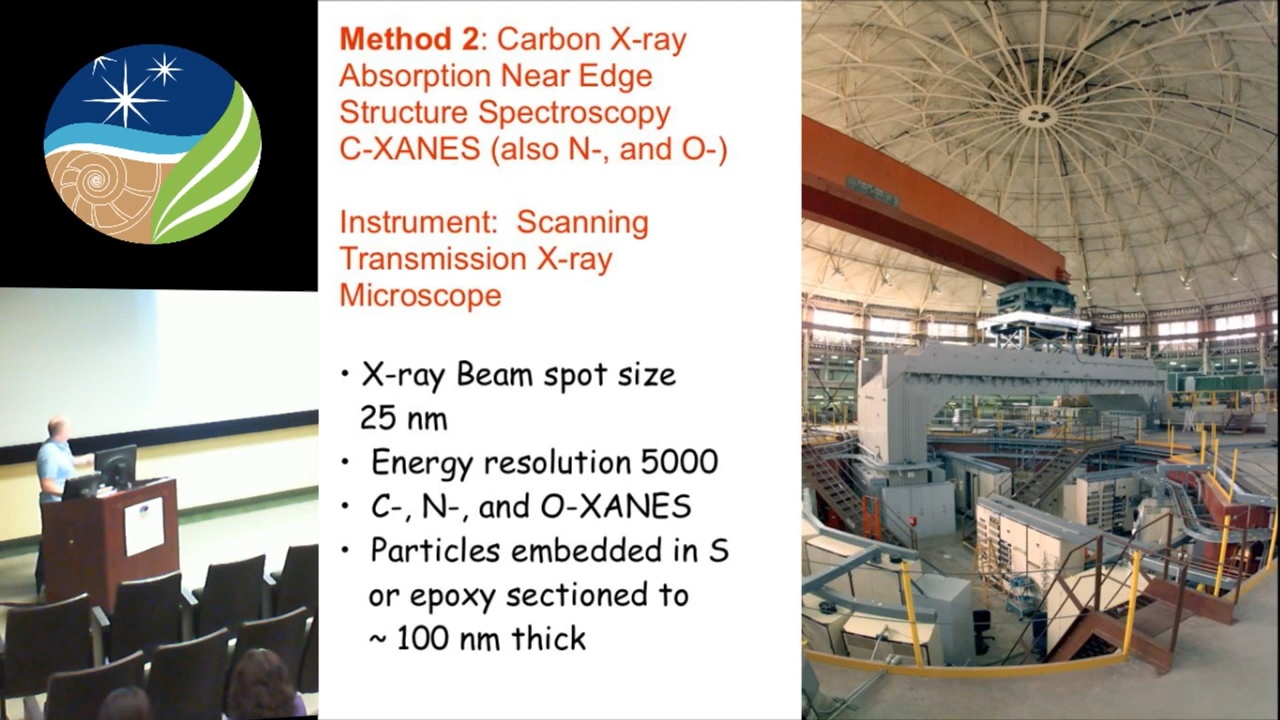 Method 2: Carbon X-ray
Absorption Near Edge
Structure Spectroscopy
C-XANES (also N-, and O-)
Instrument: Scanning
Transmission X-ray
Microscope
• X-ray Beam spot size
25 nm
• Energy resolution 5000
• C-, N-, and O-XANES
• Particles embedded in S
or epoxy sectioned to
~ 100 nm thick